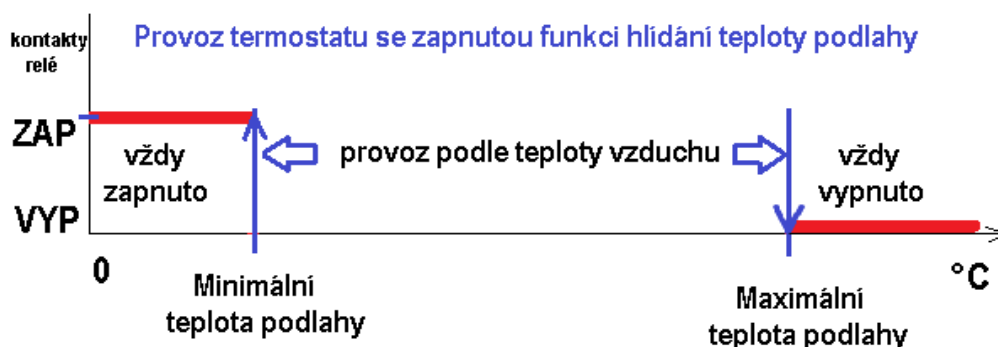 Provoz termostatu se zapnutou funkci hlídání teploty podlahy
kontakty
relé
ZAP
vždy
zapnuto
provoz podle teploty vzduchu
vždy
vypnuto
VYP
0
°C
Minimální
teplota podlahy
Maximální
teplota podlahy